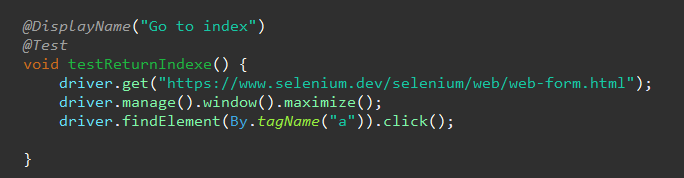 @DisplayName("Go to index")
@Test
void testReturnIndexe() {
driver.get("https://www.selenium.dev/selenium/web/web-form.html");
driver.manage().window().maximize();
driver.findElement(By.tagName("a")).click();
}